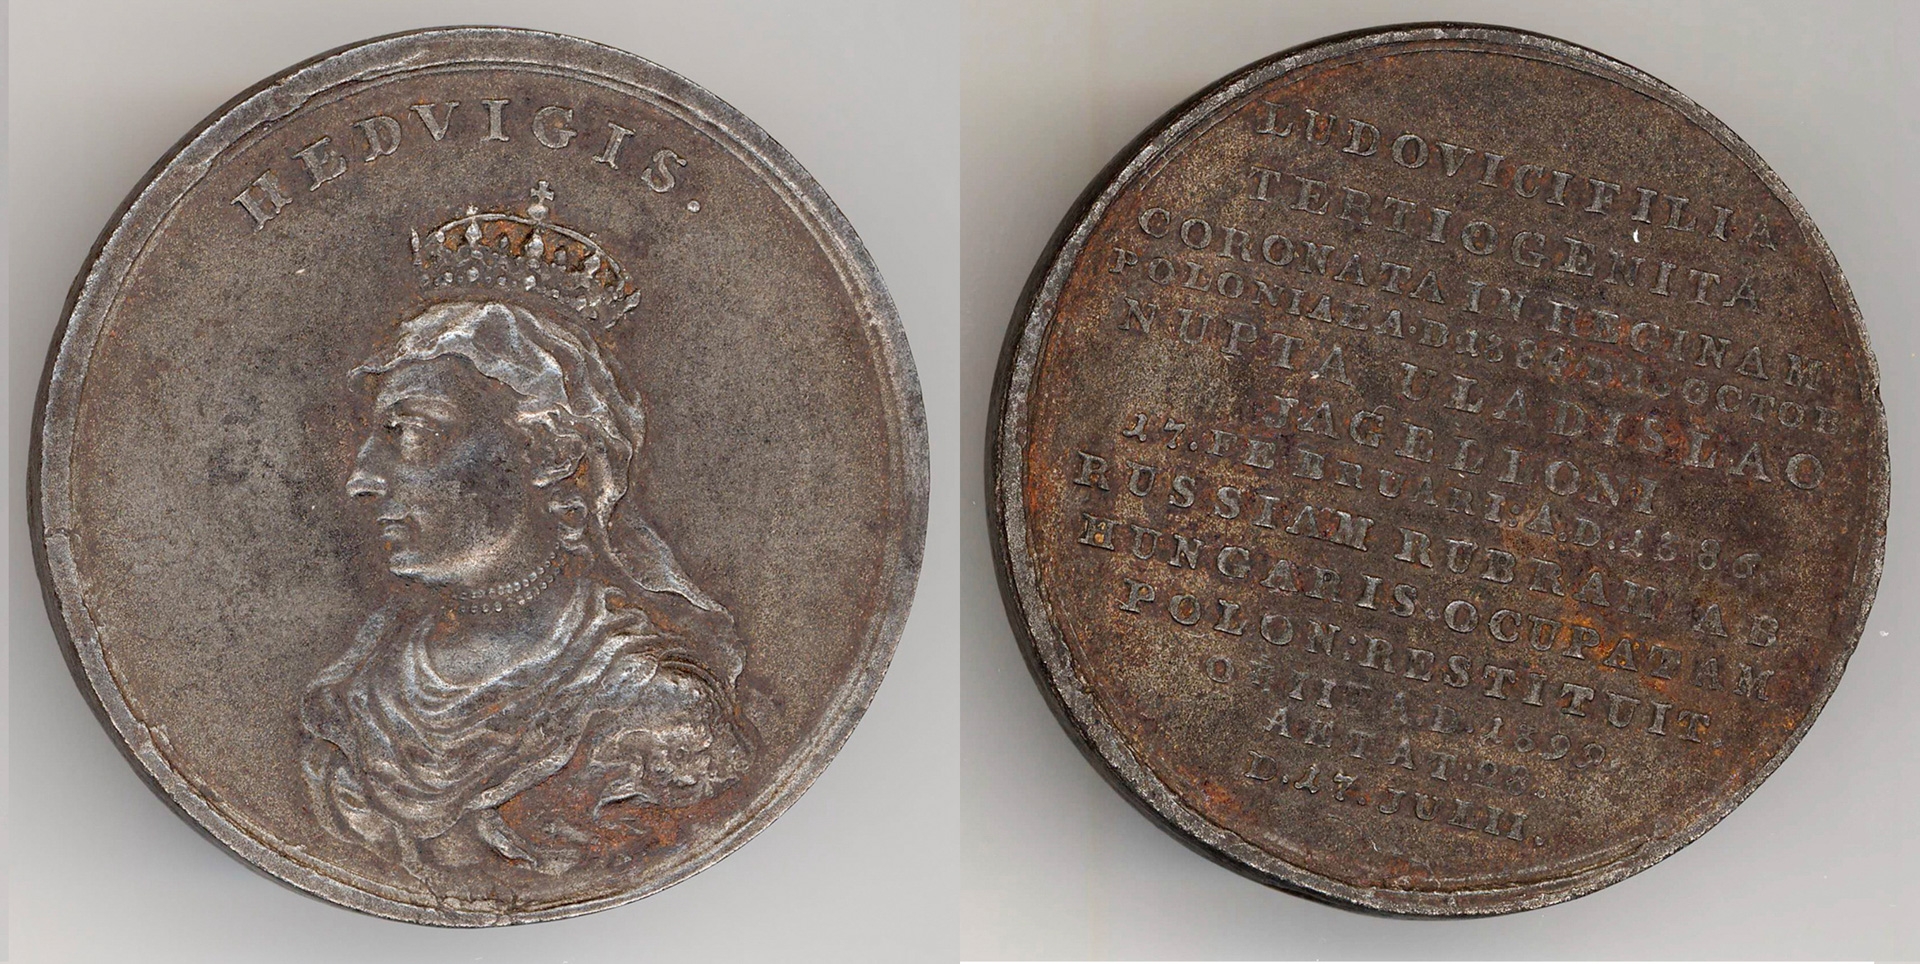 HEDVIGIS.
LUDOVICI FILIA
TERTIOGENITA
CORONATA IN REGINAM
POLONIAE A.D 1384 D.15 OCTOB
NUPTA ULADISLAO
JAGELLIONI
17. FEBRUARI: A.D. 1386.
RUSSIAM RUBRAM AB
HUNGARIS OCUPATAM
POLON: RESTITUIT
OBIIT A.D. 1399.
AETAT: 28.
D. 17. JULII.